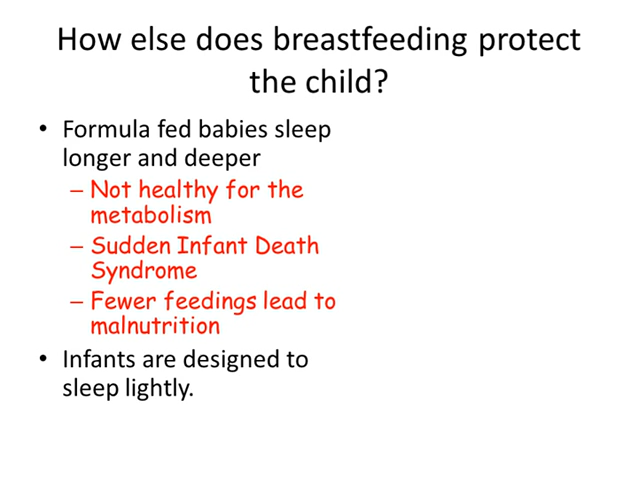 How else does breastfeeding protect
the child?
• Formula fed babies sleep
longer and deeper
– Not healthy for the
metabolism
– Sudden Infant Death
Syndrome
– Fewer feedings lead to
malnutrition
• Infants are designed to
sleep lightly.